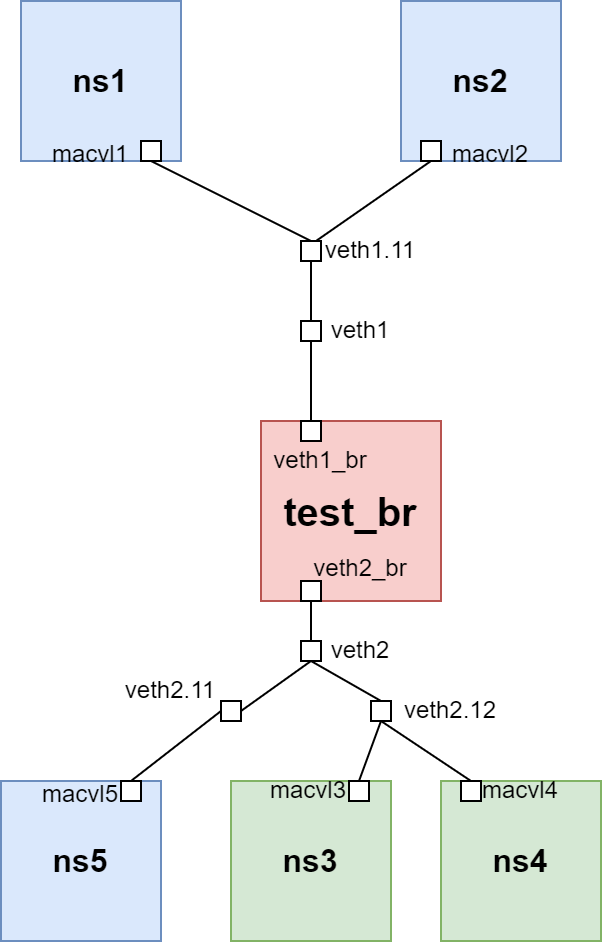 ns1
ns2
macvl1
macvl2
veth1.11
veth1
veth1_br
test_br
veth2_br
veth2
veth2.11
veth2.12
macvl5
macvl3
macvl4
ns5
ns3
ns4